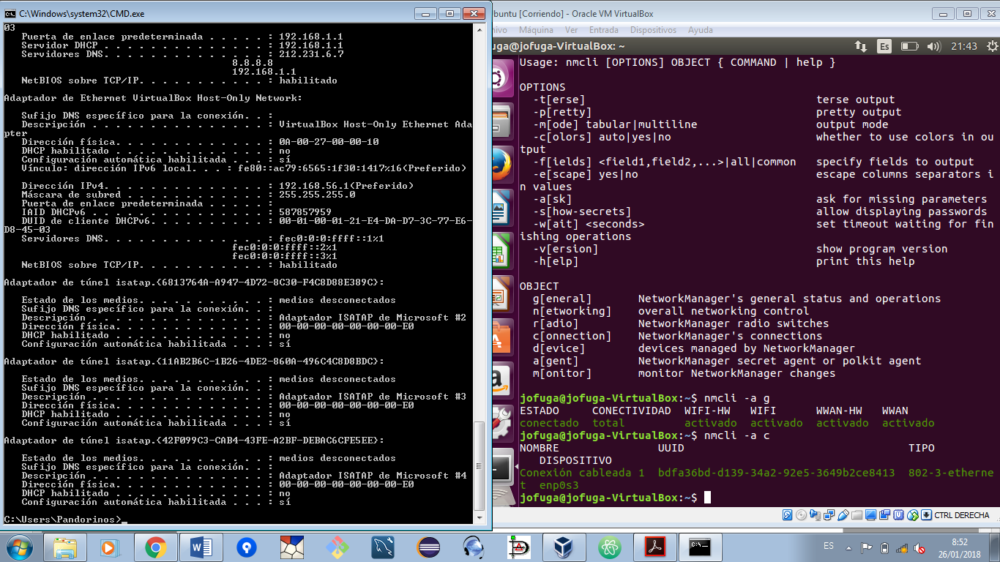 C:\Windows\system32\CMD.exe
03
Puerta de enlace predeterminada . . . . . : 192.168.1.1
Servidor DHCP . . . . . . . . . . . . . . : 192.168.1.1
Servidores DNS. . . . . . . . . . . . . . : 212.231.6.7
8.8.8.8
192.168.1.1
NetBIOS sobre TCP/IP. . . . . . . . . . . : habilitado
Adaptador de Ethernet VirtualBox Host-Only Network:
Sufijo DNS específico para la conexión. . :
Descripción . . . . . . . . . . . . . . . : VirtualBox Host-Only Ethernet Ada
pter
Dirección física. . . . . . . . . . . . . : 0A-00-27-00-00-10
DHCP habilitado . . . . . . . . . . . . . : no
Configuración automática habilitada . . . : sí
Vínculo: dirección IPv6 local. . . : fe80::ac79:6565:1f30:1417%16(Preferido)
Dirección IPv4. . . . . . . . . . . . . . : 192.168.56.1(Preferido)
Máscara de subred . . . . . . . . . . . . : 255.255.255.0
Puerta de enlace predeterminada . . . . . :
IAID DHCPv6 . . . . . . . . . . . . . . . : 587857959
DUID de cliente DHCPv6. . . . . . . . . . : 00-01-00-01-21-E4-DA-D7-3C-77-E6-
D8-45-03
Servidores DNS. . . . . . . . . . . . . . : fec0:0:0:ffff::1%1
fec0:0:0:ffff::2%1
fec0:0:0:ffff::3%1
NetBIOS sobre TCP/IP. . . . . . . . . . . : habilitado
Adaptador de túnel isatap.{6813764A-A947-4D72-8C30-F4C8D88E389C}:
Estado de los medios. . . . . . . . . . . : medios desconectados
Sufijo DNS específico para la conexión. . :
Descripción . . . . . . . . . . . . . . . : Adaptador ISATAP de Microsoft #2
Dirección física. . . . . . . . . . . . . : 00-00-00-00-00-00-00-E0
DHCP habilitado . . . . . . . . . . . . . : no
Configuración automática habilitada . . . : sí
Adaptador de túnel isatap.{11AB2B6C-1B26-4DE2-860A-496C4C8D8BDC}:
Estado de los medios. . . . . . . . . . . : medios desconectados
Sufijo DNS específico para la conexión. . :
Descripción . . . . . . . . . . . . . . . : Adaptador ISATAP de Microsoft #3
Dirección física. . . . . . . . . . . . . : 00-00-00-00-00-00-00-E0
DHCP habilitado . . . . . . . . . . . . . : no
Configuración automática habilitada . . . : sí
Adaptador de túnel isatap.{42F099C3-CAB4-43FE-A2BF-DEBAC6CFE5EE}:
Estado de los medios. . . . . . . . . . . : medios desconectados
Sufijo DNS específico para la conexión. . :
Descripción . . . . . . . . . . . . . . . : Adaptador ISATAP de Microsoft #4
Dirección física. . . . . . . . . . . . . : 00-00-00-00-00-00-00-E0
DHCP habilitado . . . . . . . . . . . . . : no
Configuración automática habilitada . . . : sí
C:\Users\Pandorinos>_
buntu [Corriendo] - Oracle VM VirtualBox
hivo Máquina Ver Entrada Dispositivos Ayuda
uga@jofuga-VirtualBox: ~ Es 21:43
Usage: nmcli [OPTIONS] OBJECT { COMMAND | help }
OPTIONS
-t[erse] terse output
-p[retty] pretty output
-m[ode] tabular|multiline output mode
-c[olors] auto|yes|no whether to use colors in ou
tput
-f[ields] <field1,field2,...>|all|common specify fields to output
-e[scape] yes|no escape columns separators i
n values
-a[sk] ask for missing parameters
-s[how-secrets] allow displaying passwords
-w[ait] <seconds> set timeout waiting for fin
ishing operations
-v[ersion] show program version
-h[elp] print this help
OBJECT
g[eneral] NetworkManager's general status and operations
n[etworking] overall networking control
r[adio] NetworkManager radio switches
c[onnection] NetworkManager's connections
d[evice] devices managed by NetworkManager
a[gent] NetworkManager secret agent or polkit agent
m[onitor] monitor NetworkManager changes
jofuga@jofuga-VirtualBox:~$ nmcli -a g
ESTADO CONECTIVIDAD WIFI-HW WIFI WWAN-HW WWAN
conectado total activado activado activado activado
jofuga@jofuga-VirtualBox:~$ nmcli -a c
NOMBRE UUID TIPO
DISPOSITIVO
Conexión cableada 1 bdfa36bd-d139-34a2-92e5-3649b2ce8413 802-3-etherne
t enp0s3
jofuga@jofuga-VirtualBox:~$
CTRL DERECHA
ES 8:52
26/01/2018